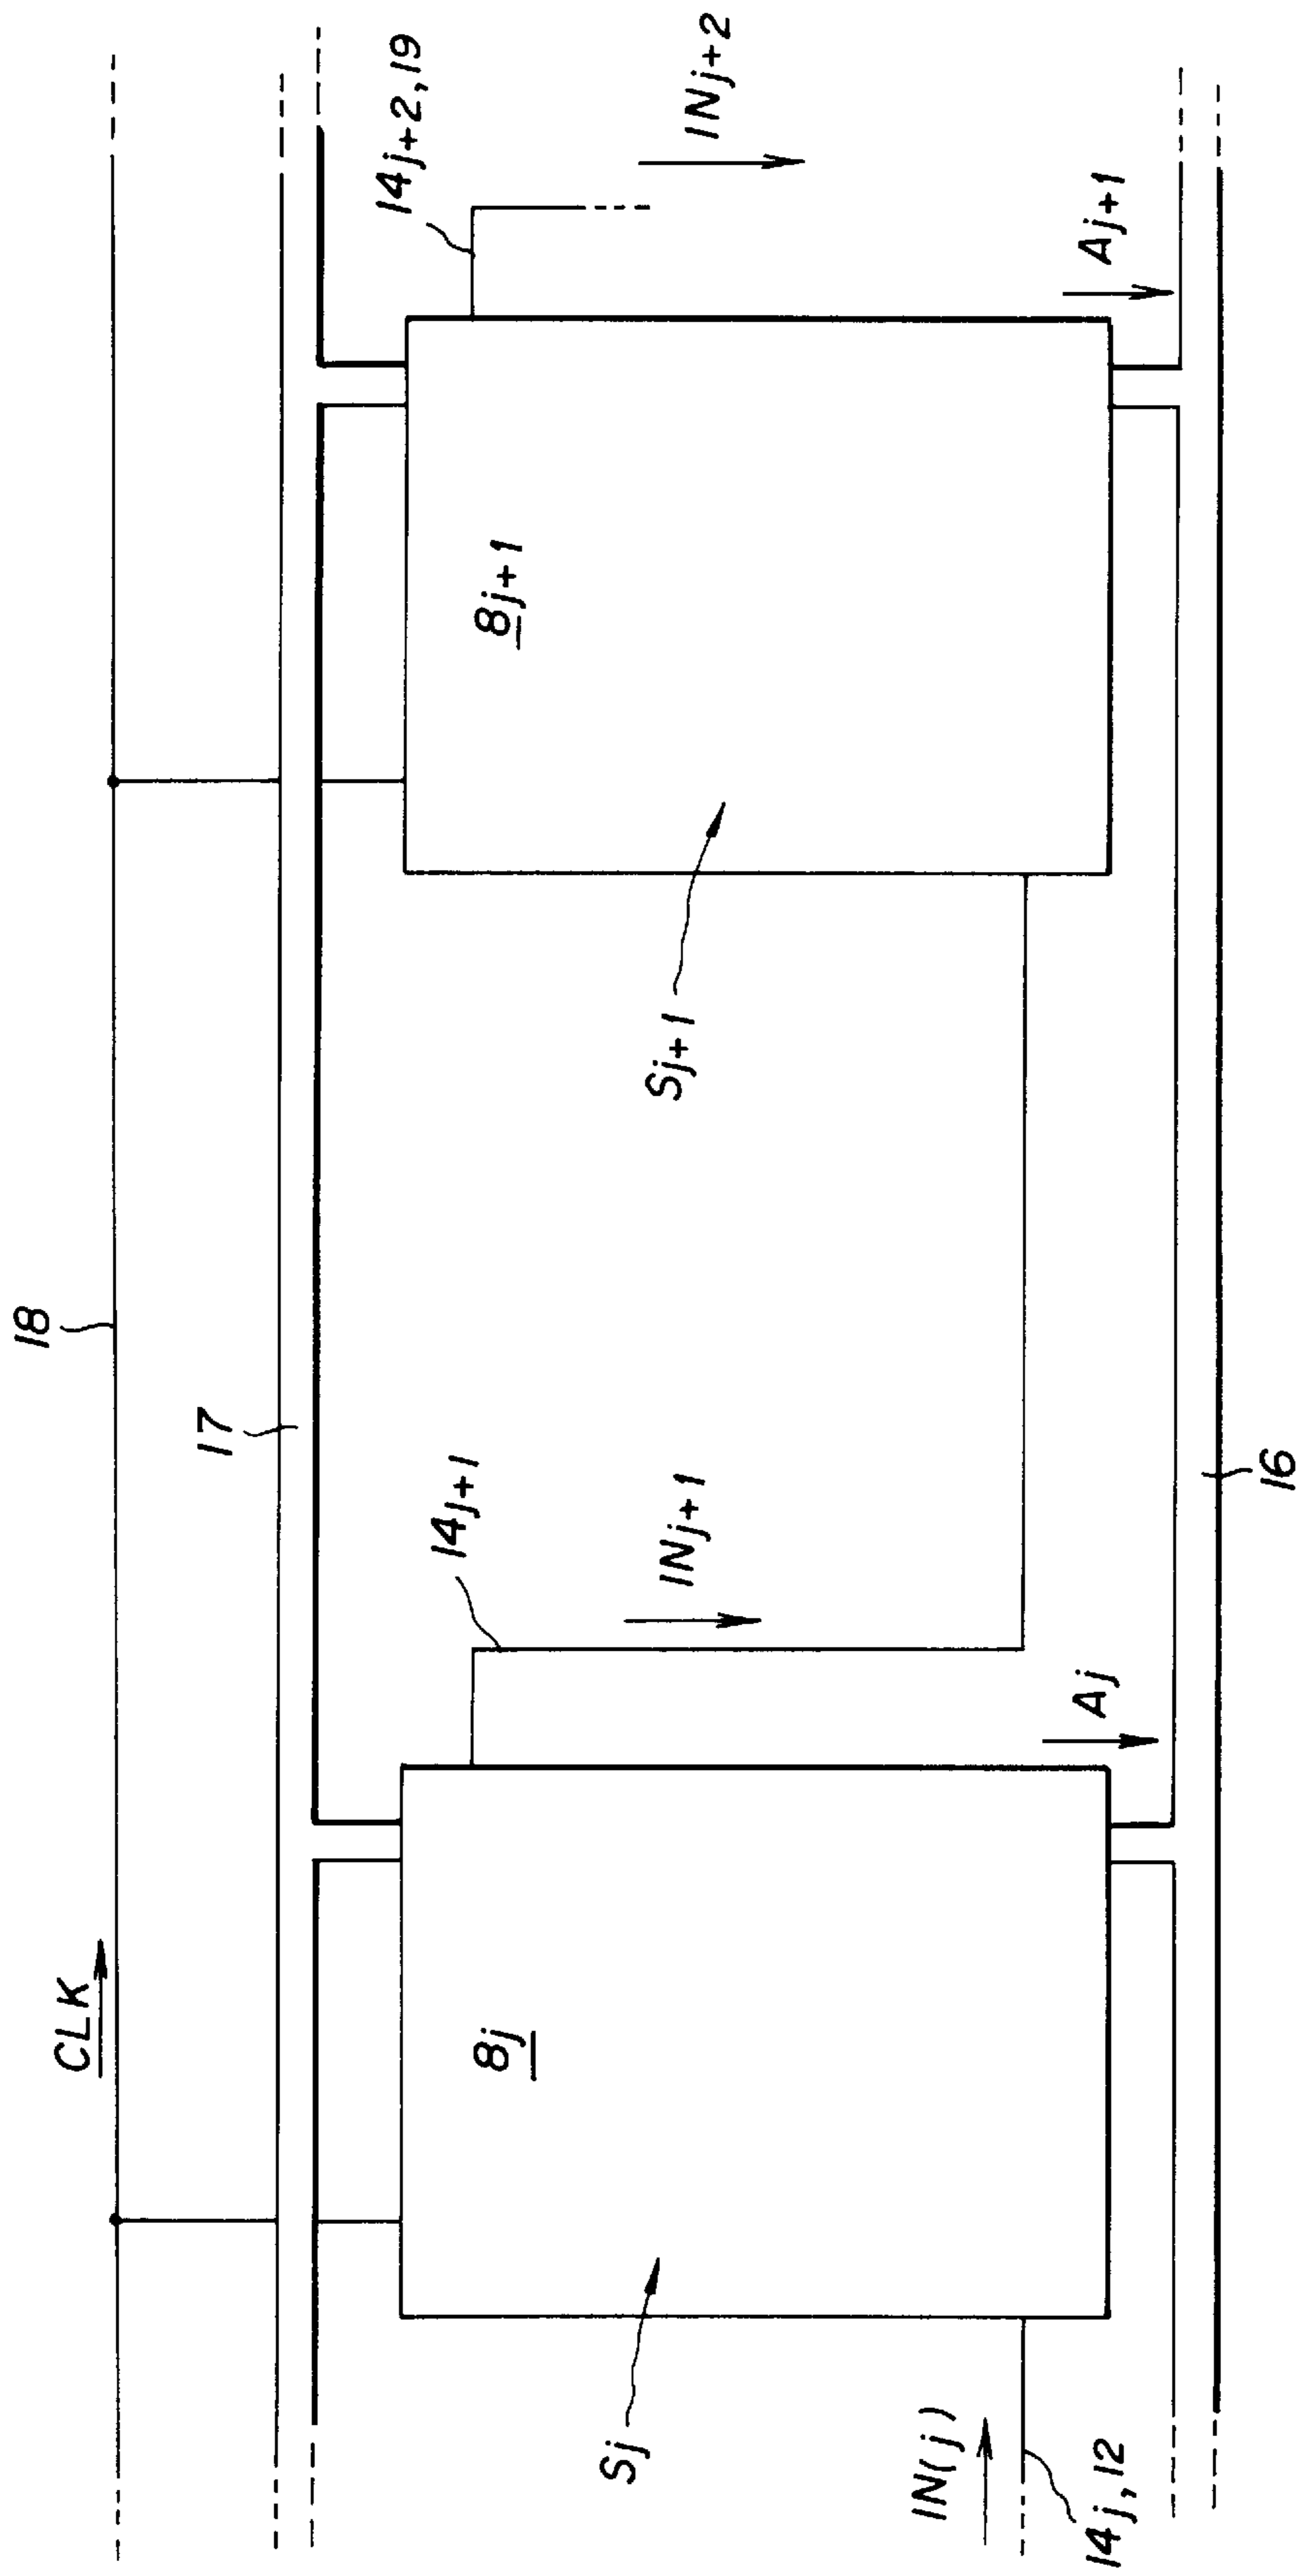 18
CLK
17
14j+2,19
INj+2
14j+1
INj+1
8j
8j+1
Sj
Sj+1
Aj
Aj+1
IN(j)
14j,12
16